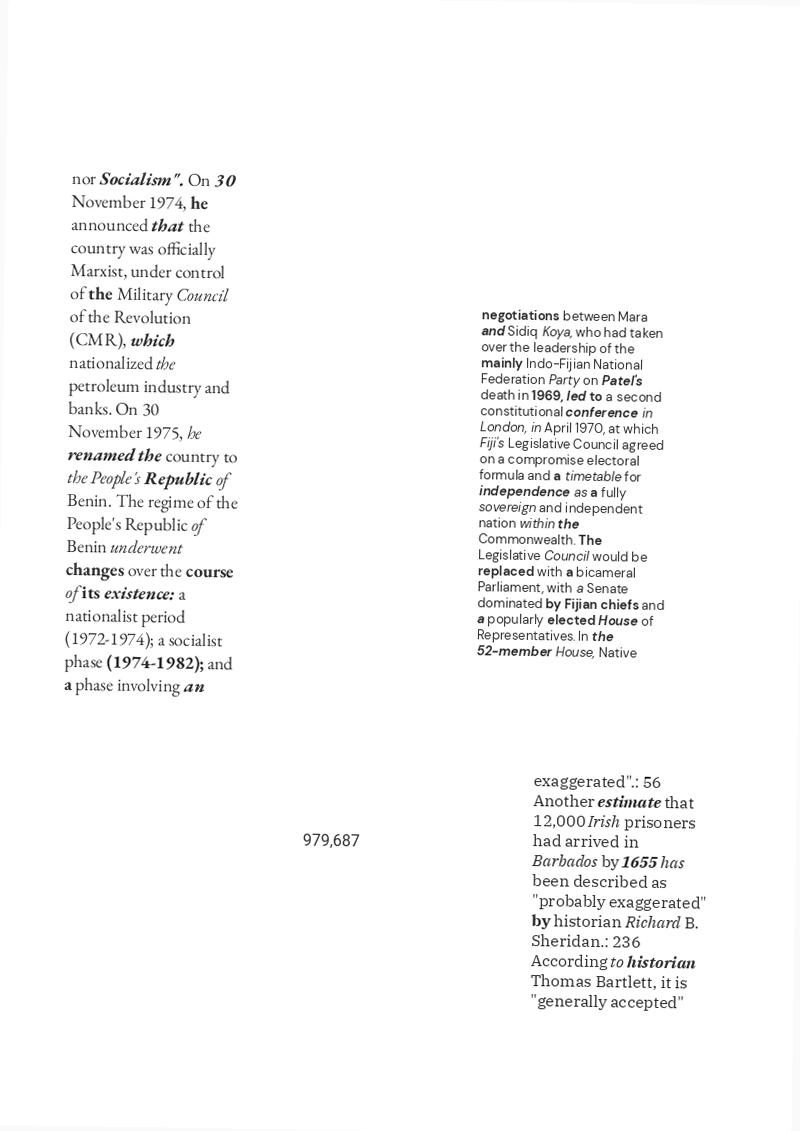 nor Socialism". On 30
November 1974, he
announced that the
country was officially
Marxist, under control
of the Military Council
of the Revolution
(CMR), which
nationalized the
petroleum industry and
banks. On 30
November 1975, he
renamed the country to
the People's Republic of
Benin. The regime of the
People's Republic of
Benin underwent
changes over the course
of its existence: a
nationalist period
(1972-1974); a socialist
phase (1974-1982); and
a phase involving an
negotiations between Mara
and Sidiq Koya, who had taken
over the leadership of the
mainly Indo-Fijian National
Federation Party on Patel's
death in 1969, led to a second
constitutional conference in
London, in April 1970, at which
Fiji's Legislative Council agreed
on a compromise electoral
formula and a timetable for
independence as a fully
sovereign and independent
nation within the
Commonwealth. The
Legislative Council would be
replaced with a bicameral
Parliament, with a Senate
dominated by Fijian chiefs and
a popularly elected House of
Representatives. In the
52-member House, Native
979,687
exaggerated".: 56
Another estimate that
12,000 Irish prisoners
had arrived in
Barbados by 1655 has
been described as
"probably exaggerated"
by historian Richard B.
Sheridan.: 236
According to historian
Thomas Bartlett, it is
"generally accepted"